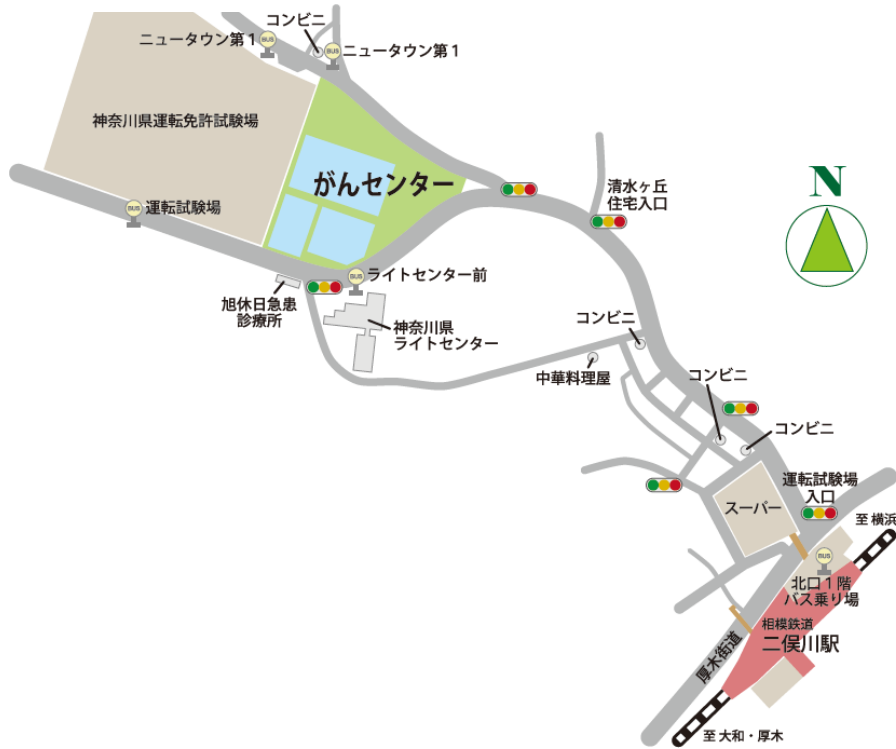 コンビニ
ニュータウン第1
BUS
BUS
ニュータウン第1
神奈川県運転免許試験場
がんセンター
清水ヶ丘
住宅入口
N
BUS
運転試験場
BUS
ライトセンター前
旭休日急患
診療所
神奈川県
ライトセンター
コンビニ
中華料理屋
コンビニ
コンビニ
運転試験場
入口
スーパー
至 横浜
BUS
北口1階
バス乗り場
相模鉄道
二俣川駅
厚木街道
至 大和・厚木